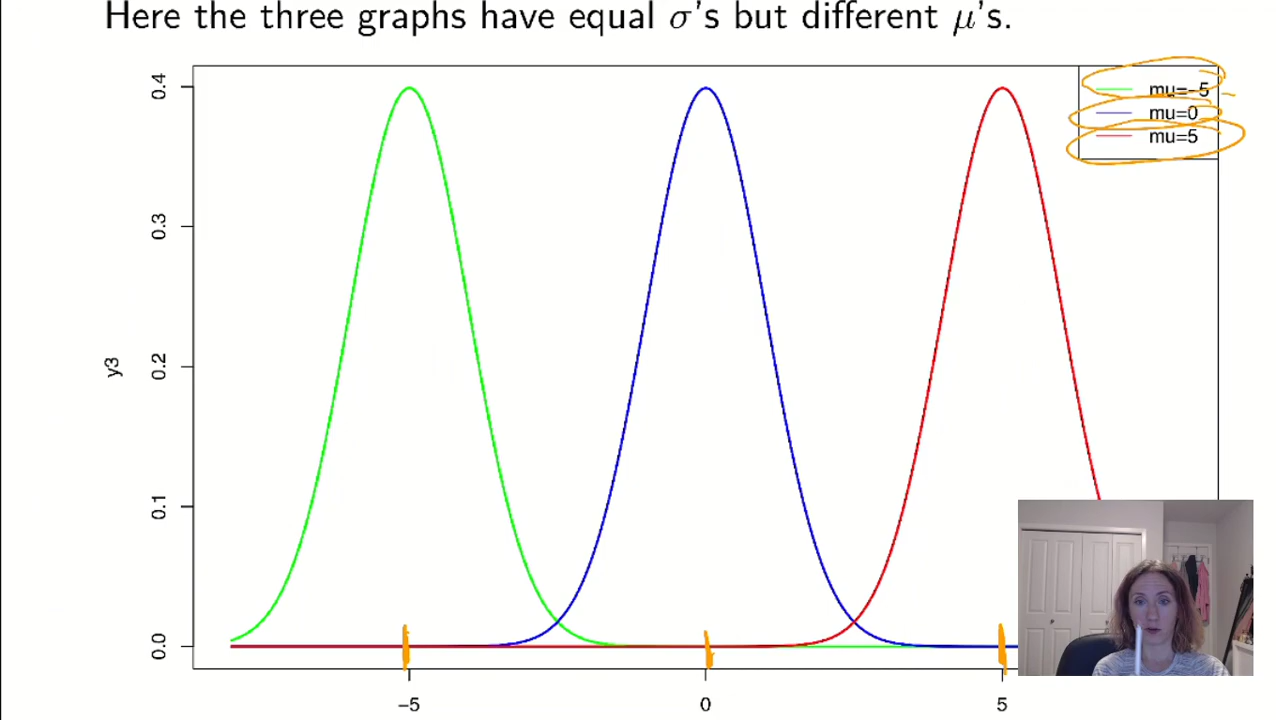 Here the three graphs have equal σ's but different μ's.
0.4
mu=-5
mu=0
mu=5
0.3
0.2
y3
0.1
0.0
−5
0
5